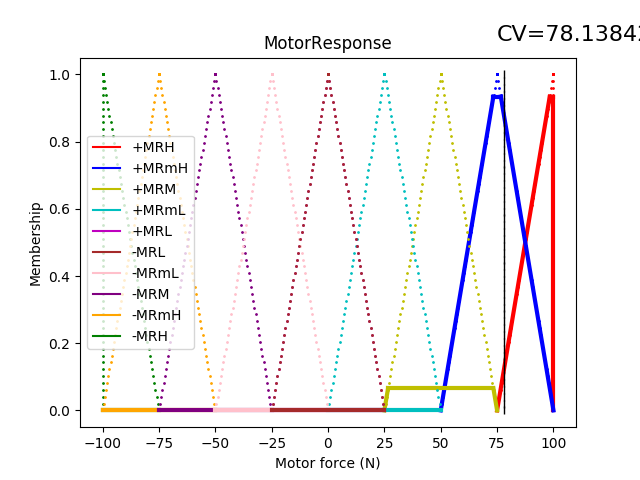 CV=78.1384
MotorResponse
Membership
1.0
0.8
0.6
0.4
0.2
0.0
+MRH
+MRmH
+MRM
+MRmL
+MRL
-MRL
-MRmL
-MRM
-MRmH
-MRH
−100 −75 −50 −25 0 25 50 75 100
Motor force (N)